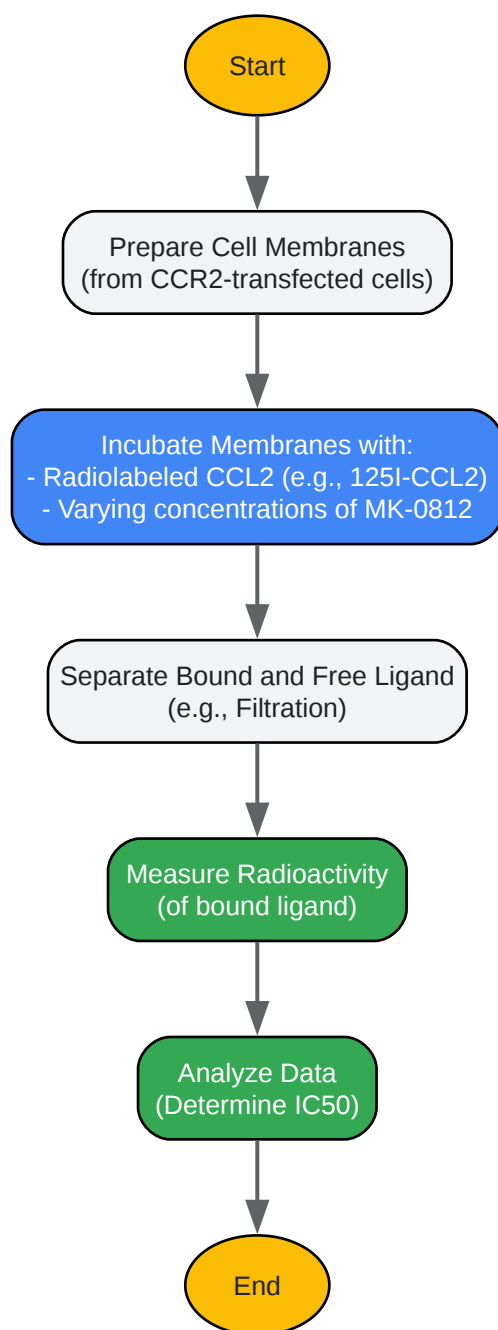 Start
Prepare Cell Membranes
(from CCR2-transfected cells)
Incubate Membranes with:
- Radiolabeled CCL2 (e.g., 125I-CCL2)
- Varying concentrations of MK-0812
Separate Bound and Free Ligand
(e.g., Filtration)
Measure Radioactivity
(of bound ligand)
Analyze Data
(Determine IC50)
End